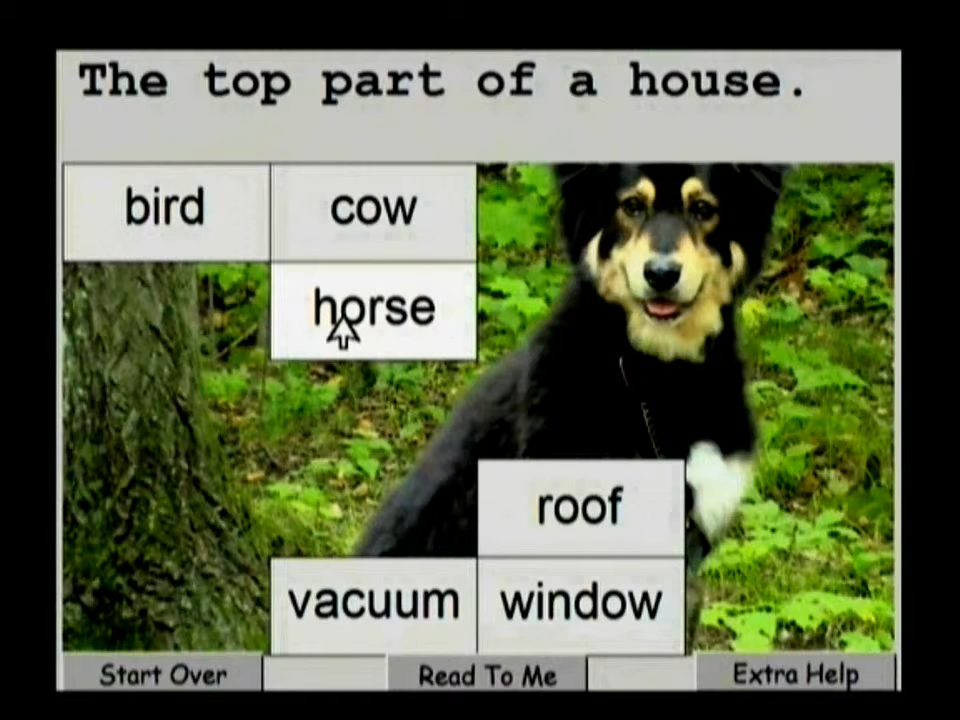 The top part of a house.
bird cow
horse
roof
vacuum window
Start Over Read To Me Extra Help